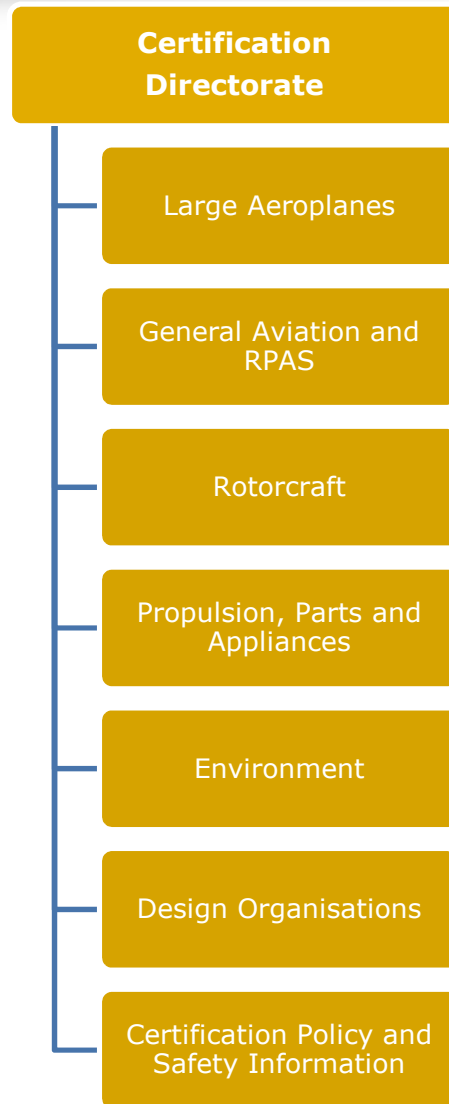 Certification
Directorate
Large Aeroplanes
General Aviation and
RPAS
Rotorcraft
Propulsion, Parts and
Appliances
Environment
Design Organisations
Certification Policy and
Safety Information